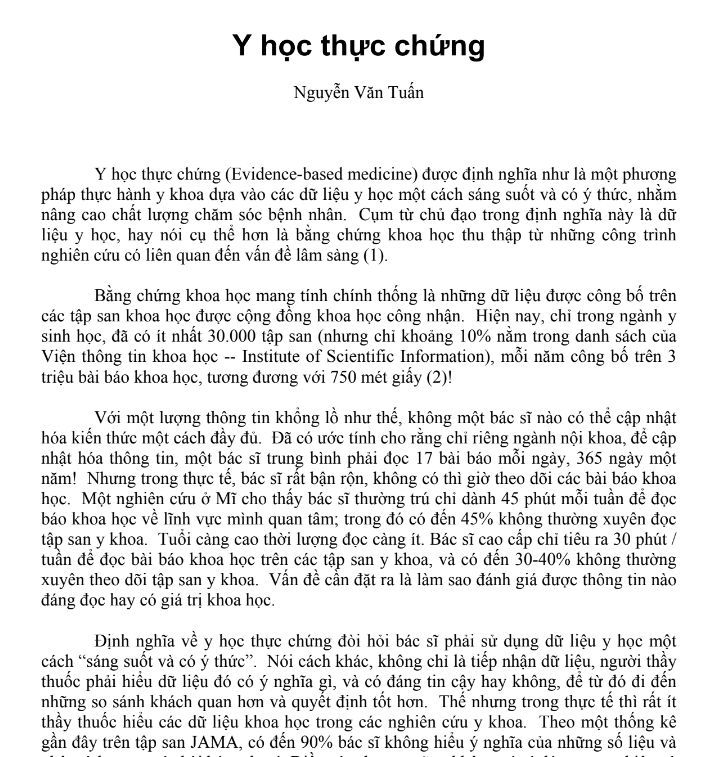 Y học thực chứng
Nguyễn Văn Tuấn
Y học thực chứng (Evidence-based medicine) được định nghĩa như là một phương
pháp thực hành y khoa dựa vào các dữ liệu y học một cách sáng suốt và có ý thức, nhằm
nâng cao chất lượng chăm sóc bệnh nhân. Cụm từ chủ đạo trong định nghĩa này là dữ
liệu y học, hay nói cụ thể hơn là bằng chứng khoa học thu thập từ những công trình
nghiên cứu có liên quan đến vấn đề lâm sàng (1).
Bằng chứng khoa học mang tính chính thống là những dữ liệu được công bố trên
các tập san khoa học được cộng đồng khoa học công nhận. Hiện nay, chỉ trong ngành y
sinh học, đã có ít nhất 30.000 tập san (nhưng chỉ khoảng 10% nằm trong danh sách của
Viện thông tin khoa học -- Institute of Scientific Information), mỗi năm công bố trên 3
triệu bài báo khoa học, tương đương với 750 mét giấy (2)!
Với một lượng thông tin khổng lồ như thế, không một bác sĩ nào có thể cập nhật
hóa kiến thức một cách đầy đủ. Đã có ước tính cho rằng chỉ riêng ngành nội khoa, để cập
nhật hóa thông tin, một bác sĩ trung bình phải đọc 17 bài báo mỗi ngày, 365 ngày một
năm! Nhưng trong thực tế, bác sĩ rất bận rộn, không có thì giờ theo dõi các bài báo khoa
học. Một nghiên cứu ở Mĩ cho thấy bác sĩ thường trú chỉ dành 45 phút mỗi tuần để đọc
báo khoa học về lĩnh vực mình quan tâm; trong đó có đến 45% không thường xuyên đọc
tập san y khoa. Tuổi càng cao thời lượng đọc càng ít. Bác sĩ cao cấp chỉ tiêu ra 30 phút /
tuần để đọc bài báo khoa học trên các tập san y khoa, và có đến 30-40% không thường
xuyên theo dõi tập san y khoa. Vấn đề cần đặt ra là làm sao đánh giá được thông tin nào
đáng đọc hay có giá trị khoa học.
Định nghĩa về y học thực chứng đòi hỏi bác sĩ phải sử dụng dữ liệu y học một
cách “sáng suốt và có ý thức”. Nói cách khác, không chỉ là tiếp nhận dữ liệu, người thầy
thuốc phải hiểu dữ liệu đó có ý nghĩa gì, và có đáng tin cậy hay không, để từ đó đi đến
những so sánh khách quan hơn và quyết định tốt hơn. Thế nhưng trong thực tế thì rất ít
thầy thuốc hiểu các dữ liệu khoa học trong các nghiên cứu y khoa. Theo một thống kê
gần đây trên tập san JAMA, có đến 90% bác sĩ không hiểu ý nghĩa của những số liệu và